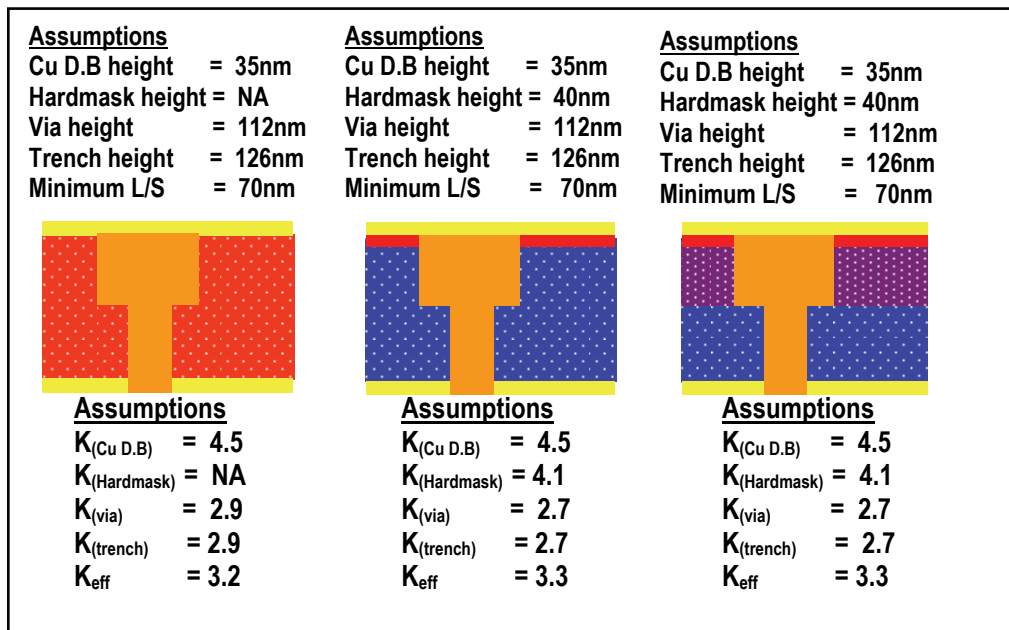 Assumptions
Cu D.B height = 35nm
Hardmask height = NA
Via height = 112nm
Trench height = 126nm
Minimum L/S = 70nm
Assumptions
Cu D.B height = 35nm
Hardmask height = 40nm
Via height = 112nm
Trench height = 126nm
Minimum L/S = 70nm
Assumptions
Cu D.B height = 35nm
Hardmask height = 40nm
Via height = 112nm
Trench height = 126nm
Minimum L/S = 70nm
Assumptions
K(Cu D.B) = 4.5
K(Hardmask) = NA
K(via) = 2.9
K(trench) = 2.9
Keff = 3.2
Assumptions
K(Cu D.B) = 4.5
K(Hardmask) = 4.1
K(via) = 2.7
K(trench) = 2.7
Keff = 3.3
Assumptions
K(Cu D.B) = 4.5
K(Hardmask) = 4.1
K(via) = 2.7
K(trench) = 2.7
Keff = 3.3